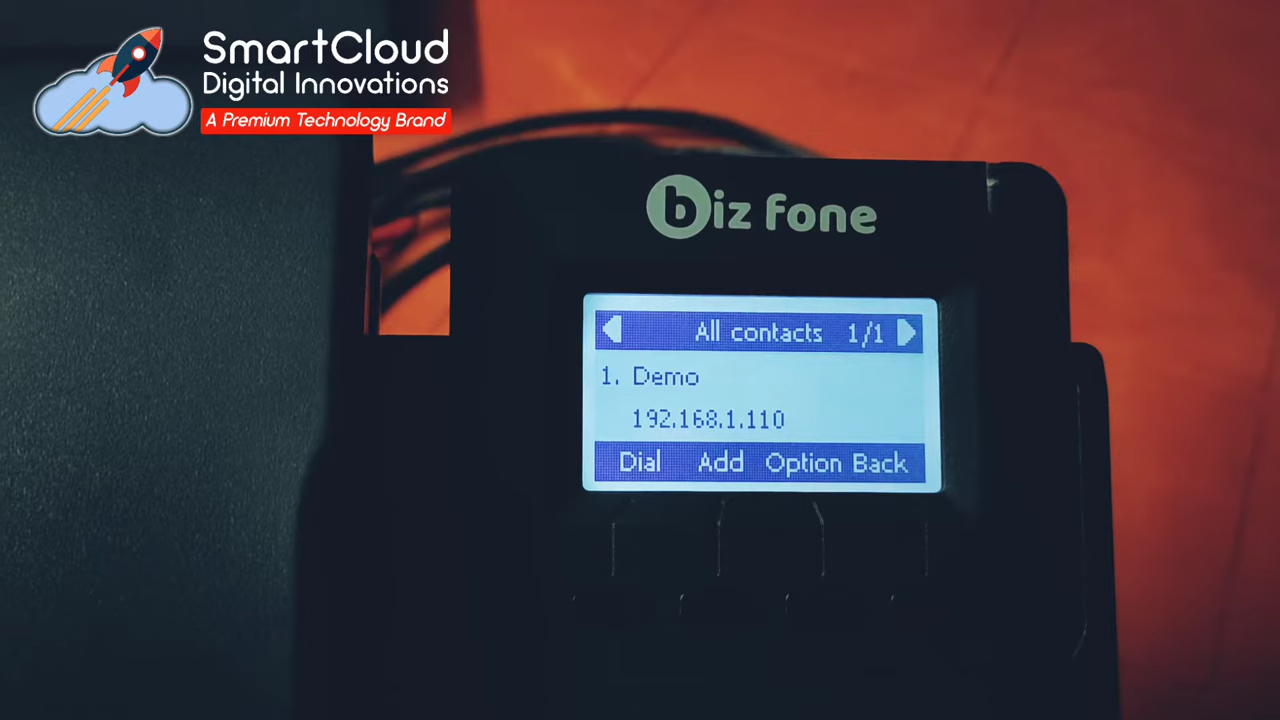 SmartCloud
Digital Innovations
A Premium Technology Brand
biz fone
All contacts 1/1
1. Demo
192.168.1.110
Dial Add Option Back